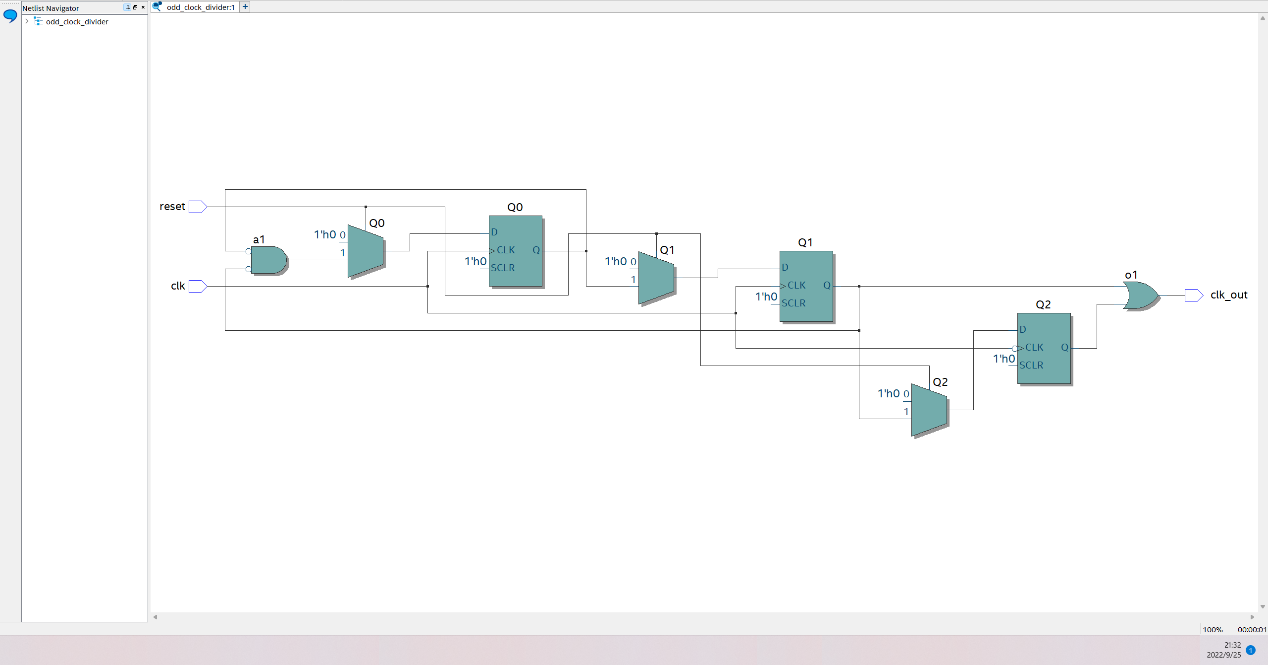 Netlist Navigator
odd_clock_divider:1
+
odd_clock_divider
reset
clk
a1
Q0
1'h0 0
1
Q0
D
CLK
Q
1'h0
SCLR
Q1
1'h0 0
1
Q1
D
CLK
Q
1'h0
SCLR
Q2
1'h0 0
1
Q2
D
CLK
Q
1'h0
SCLR
o1
clk_out
100%
00:00:01
21:32
2022/9/25